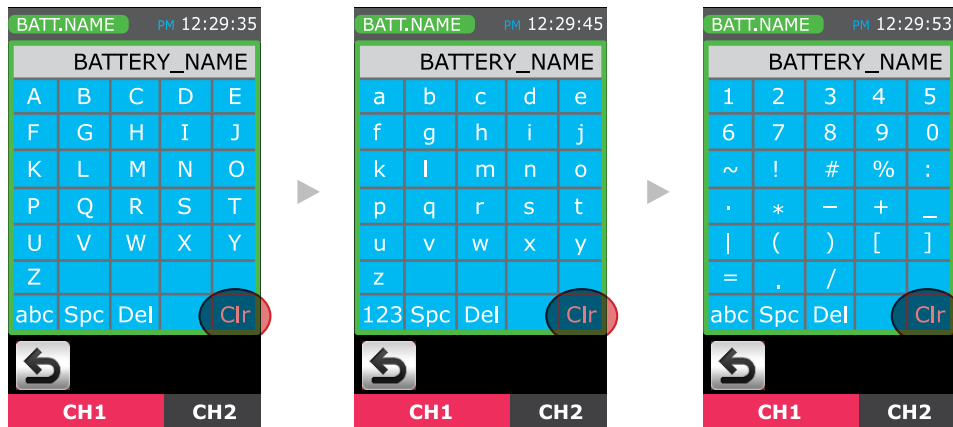 BATT.NAME PM 12:29:35
BATTERY_NAME
A B C D E
F G H I J
K L M N O
P Q R S T
U V W X Y
Z
abc Spc Del Clr
CH1 CH2
BATT.NAME PM 12:29:45
BATTERY_NAME
a b c d e
f g h i j
k l m n o
p q r s t
u v w x y
z
123 Spc Del Clr
CH1 CH2
BATT.NAME PM 12:29:53
BATTERY_NAME
1 2 3 4 5
6 7 8 9 0
~ ! # % :
· * − + _
| ( ) [ ]
= . /
abc Spc Del Clr
CH1 CH2